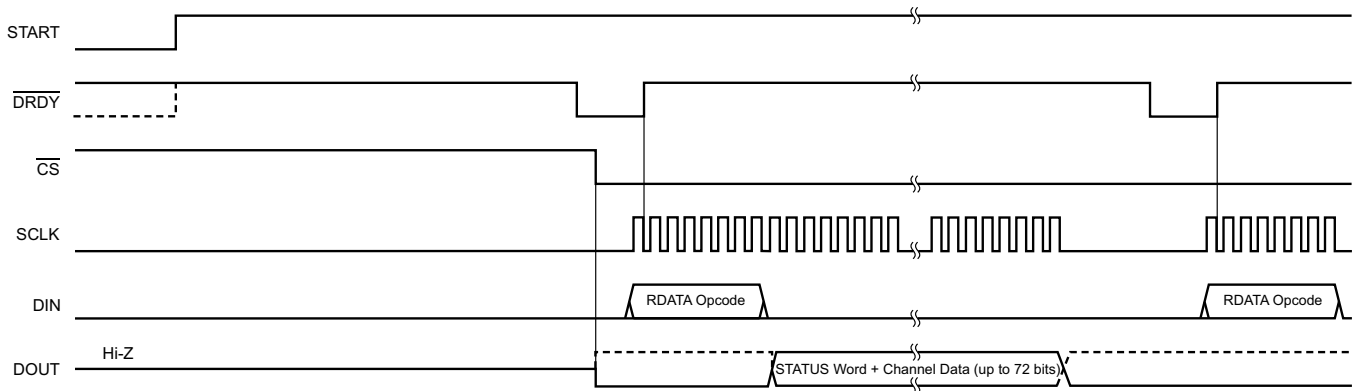 START
DRDY
CS
SCLK
DIN RDATA Opcode RDATA Opcode
Hi-Z
DOUT STATUS Word + Channel Data (up to 72 bits)